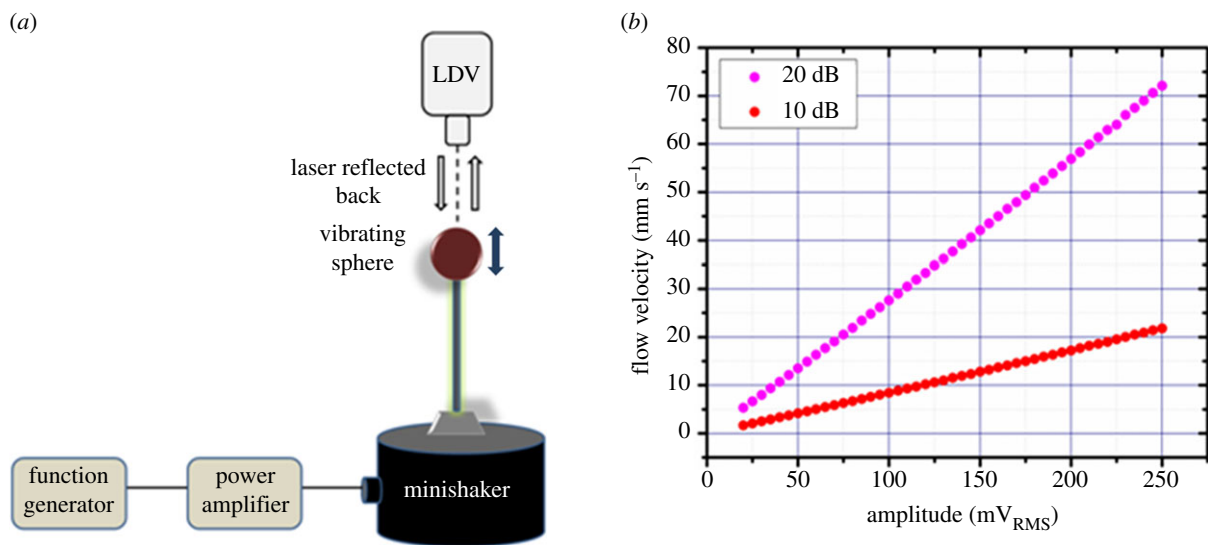 (a)
LDV
laser reflected
back
vibrating
sphere
function
generator
power
amplifier
minishaker
(b)
80
70
60
50
40
30
20
10
0
flow velocity (mm s⁻¹)
20 dB
10 dB
0
50
100
150
200
250
amplitude (mV_RMS)